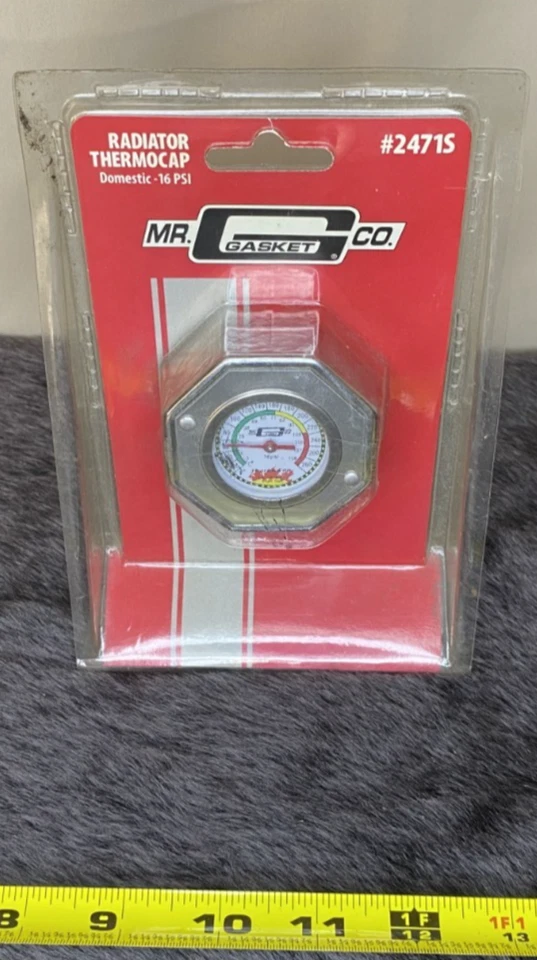 RADIATOR
THERMOCAP
Domestic - 16 PSI
#2471S
MR. GASKET CO.
8 9 10 11 1F 12 1F1 13